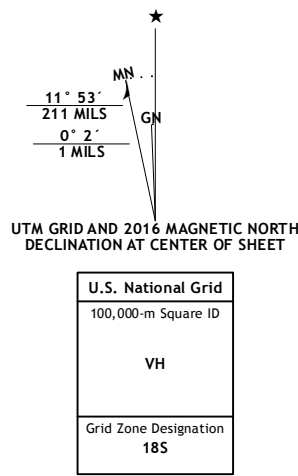 ★
MN
GN
11° 53´
211 MILS
0° 2´
1 MILS
UTM GRID AND 2016 MAGNETIC NORTH
DECLINATION AT CENTER OF SHEET
U.S. National Grid
100,000-m Square ID
VH
Grid Zone Designation
18S